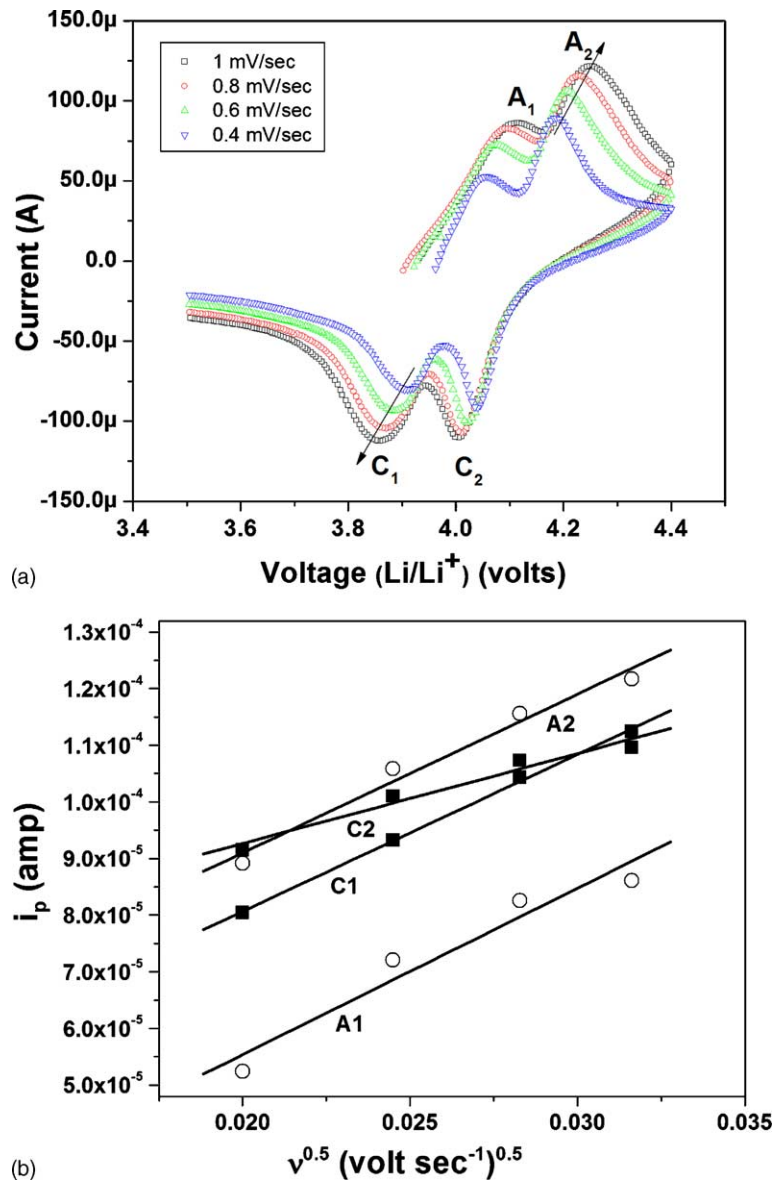 150.0µ
100.0µ
50.0µ
0.0
-50.0µ
-100.0µ
-150.0µ
Current (A)
1 mV/sec
0.8 mV/sec
0.6 mV/sec
0.4 mV/sec
A1
A2
C1
C2
3.4 3.6 3.8 4.0 4.2 4.4
Voltage (Li/Li+) (volts)
(a)
1.3x10-4
1.2x10-4
1.1x10-4
1.0x10-4
9.0x10-5
8.0x10-5
7.0x10-5
6.0x10-5
5.0x10-5
ip (amp)
A2
C2
C1
A1
0.020 0.025 0.030 0.035
ν0.5 (volt sec-1)0.5
(b)